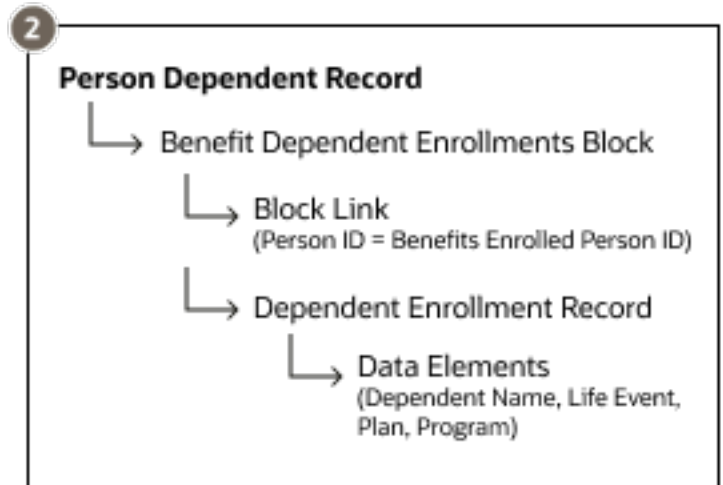 2
Person Dependent Record
Benefit Dependent Enrollments Block
Block Link
(Person ID = Benefits Enrolled Person ID)
Dependent Enrollment Record
Data Elements
(Dependent Name, Life Event,
Plan, Program)